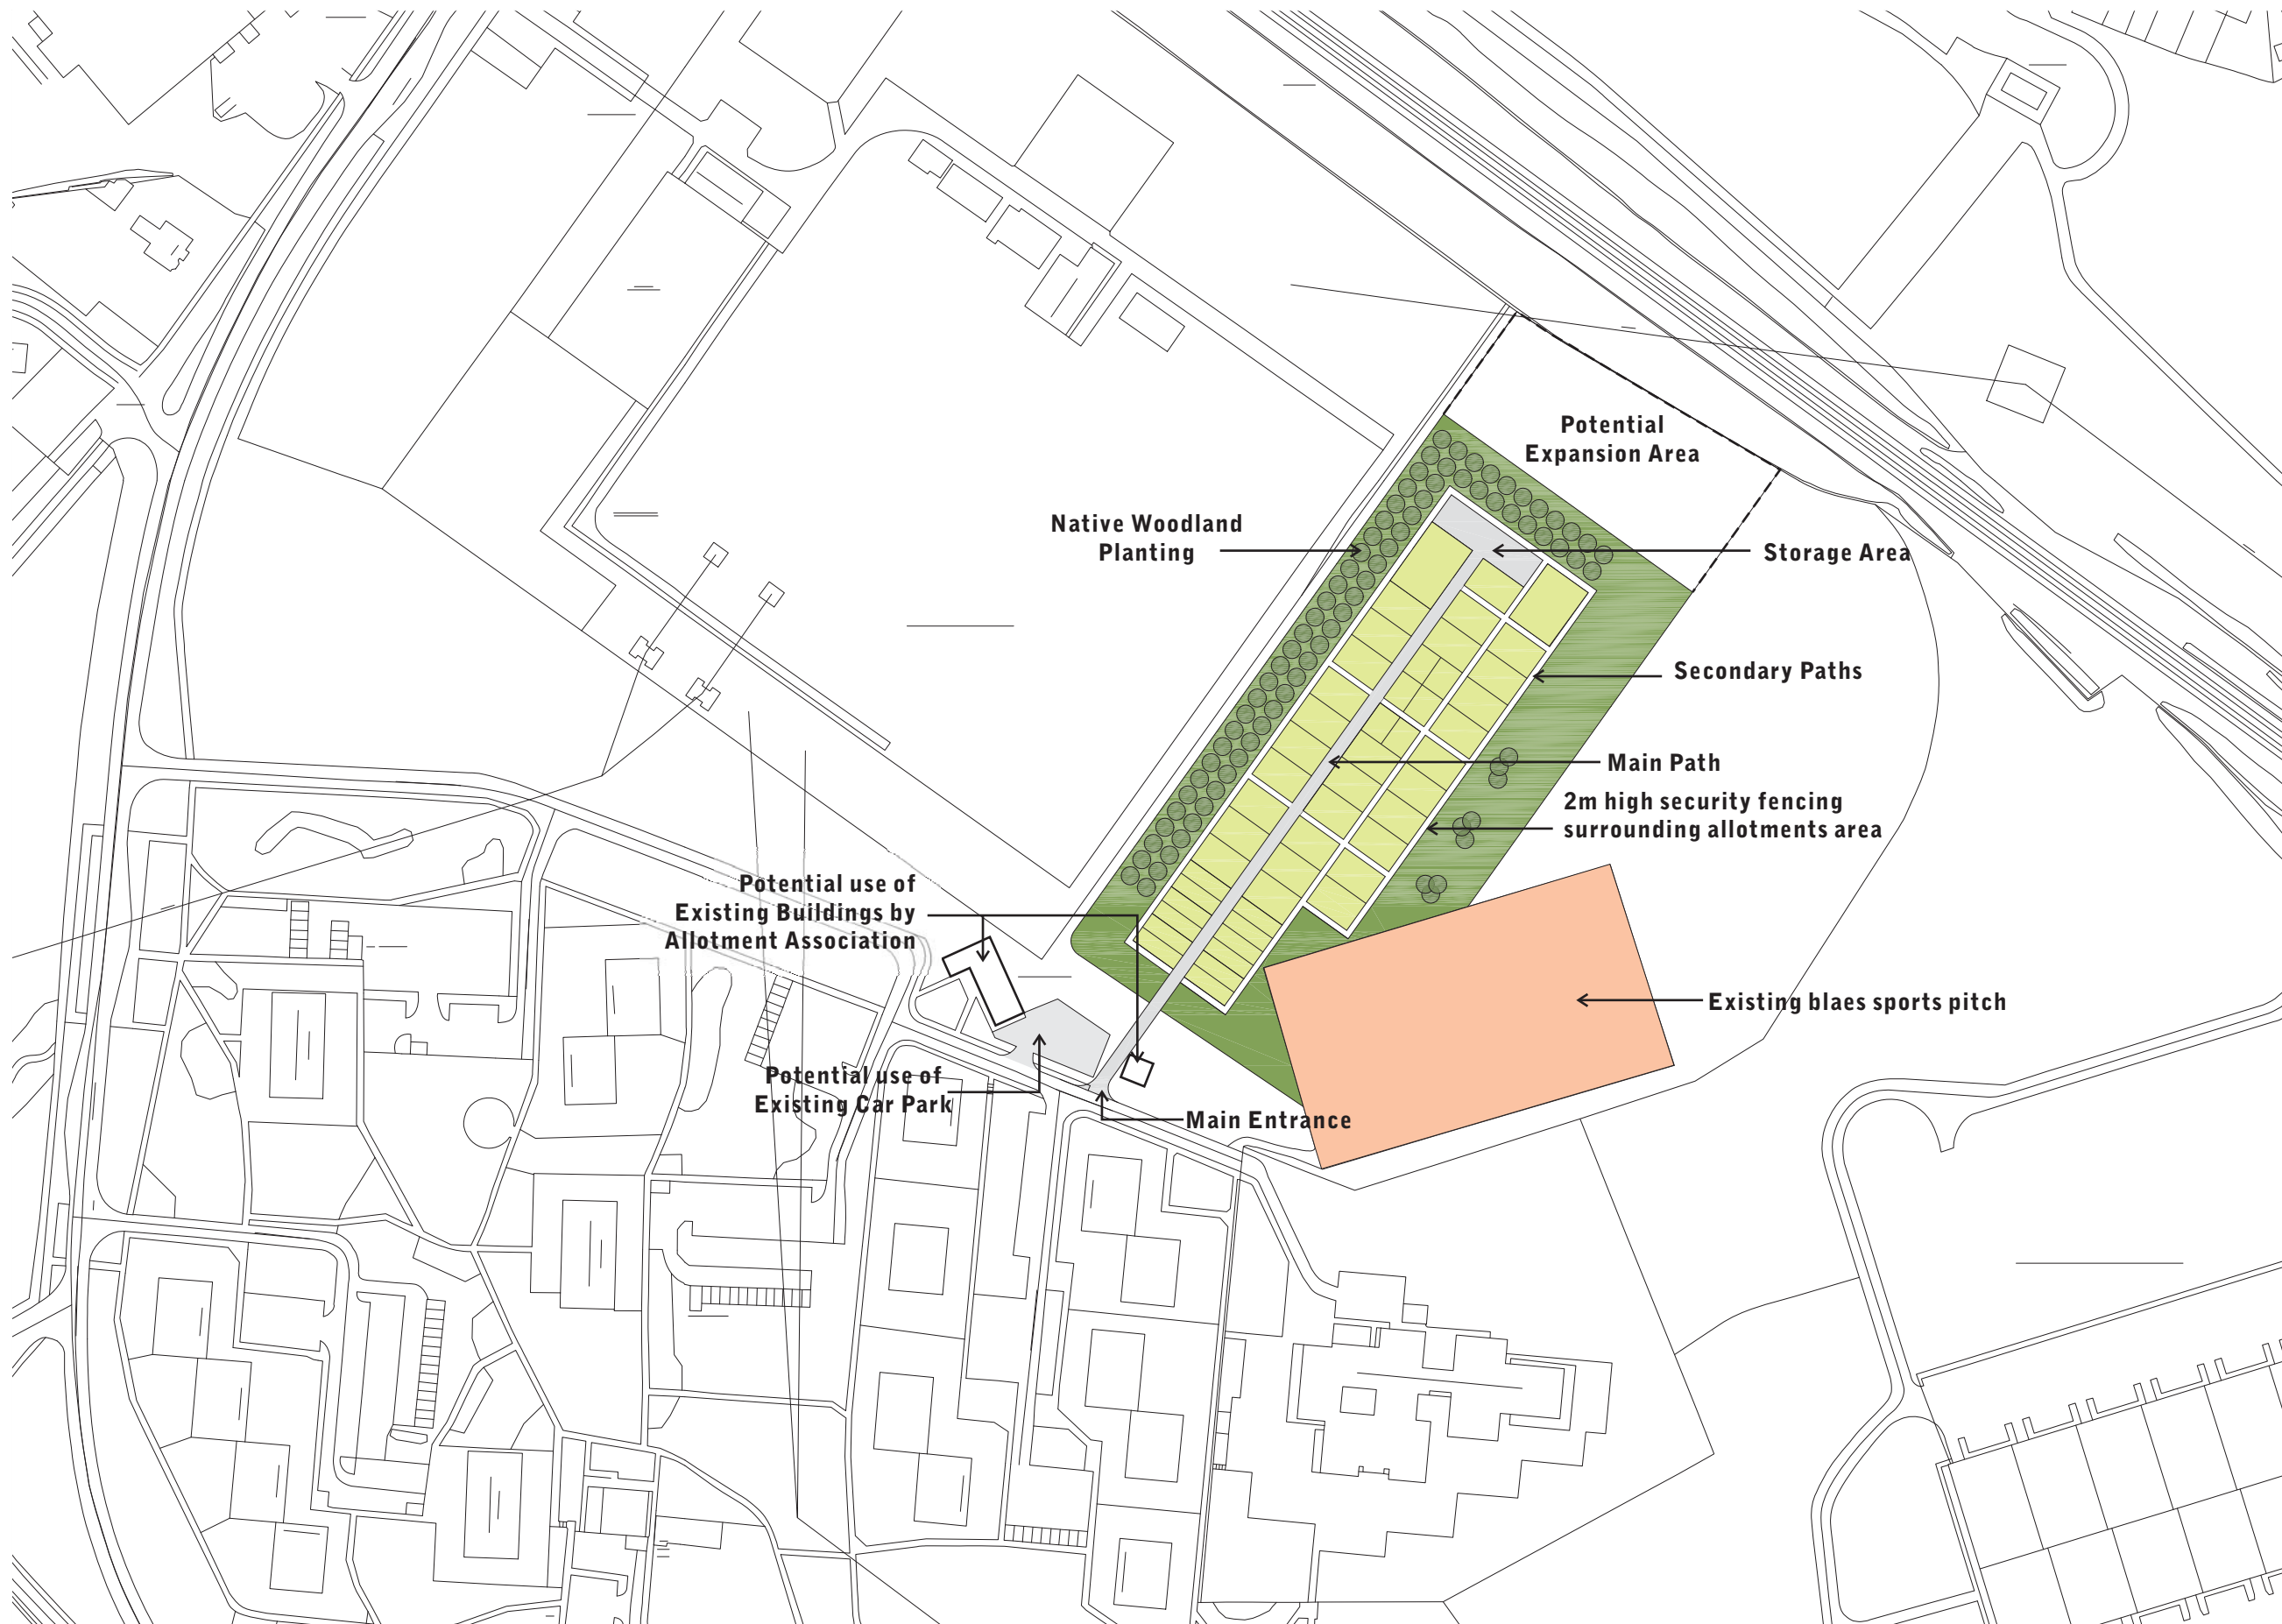 Potential
Expansion Area
Native Woodland
Planting
Storage Area
Secondary Paths
Main Path
2m high security fencing
surrounding allotments area
Potential use of
Existing Buildings by
Allotment Association
Existing blaes sports pitch
Potential use of
Existing Car Park
Main Entrance